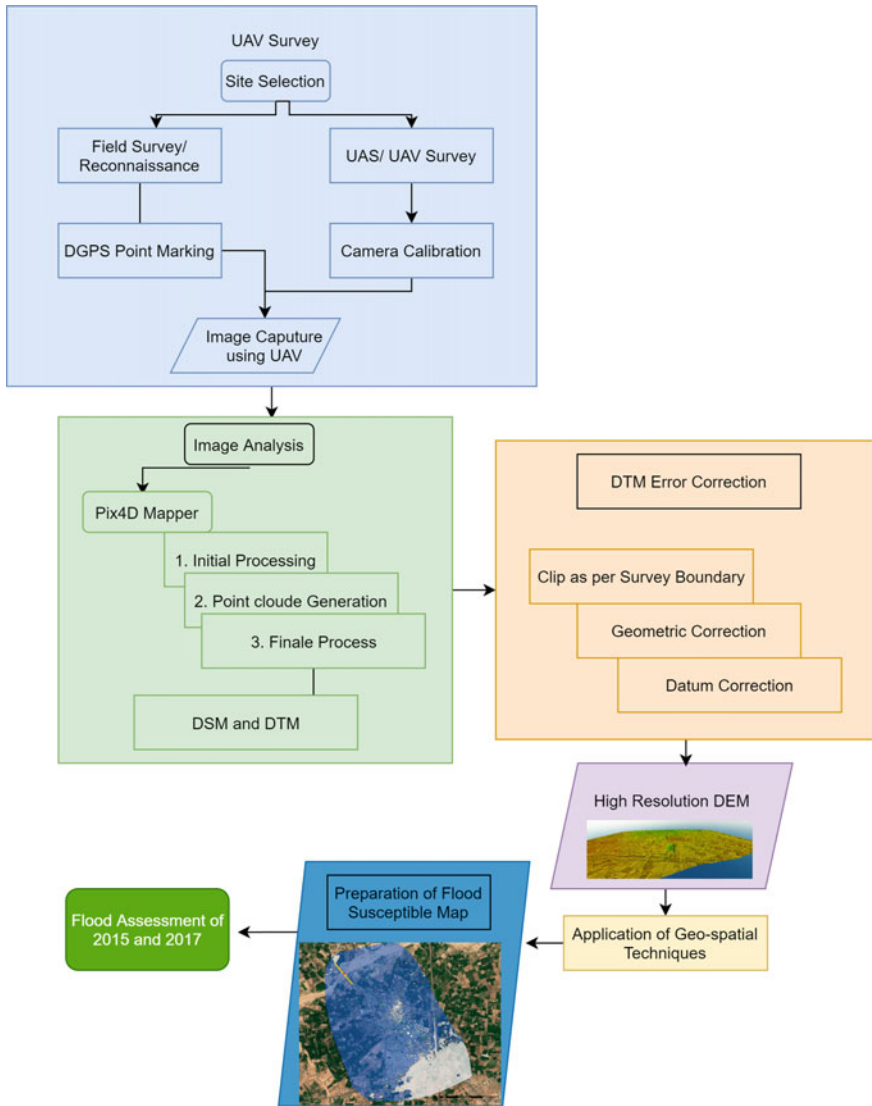 UAV Survey
Site Selection
Field Survey/
Reconnaissance
UAS/ UAV Survey
DGPS Point Marking
Camera Calibration
Image Caputure
using UAV
Image Analysis
Pix4D Mapper
1. Initial Processing
2. Point cloude Generation
3. Finale Process
DSM and DTM
DTM Error Correction
Clip as per Survey Boundary
Geometric Correction
Datum Correction
High Resolution DEM
Application of Geo-spatial
Techniques
Preparation of Flood
Susceptible Map
Flood Assessment of
2015 and 2017